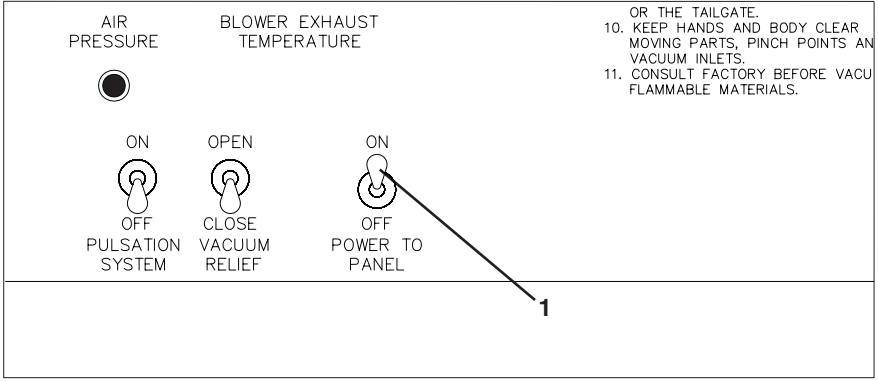 AIR
PRESSURE
BLOWER EXHAUST
TEMPERATURE
OR THE TAILGATE.
10. KEEP HANDS AND BODY CLEAR
MOVING PARTS, PINCH POINTS AN
VACUUM INLETS.
11. CONSULT FACTORY BEFORE VACU
FLAMMABLE MATERIALS.
ON
OFF
PULSATION
SYSTEM
OPEN
CLOSE
VACUUM
RELIEF
ON
OFF
POWER TO
PANEL
1